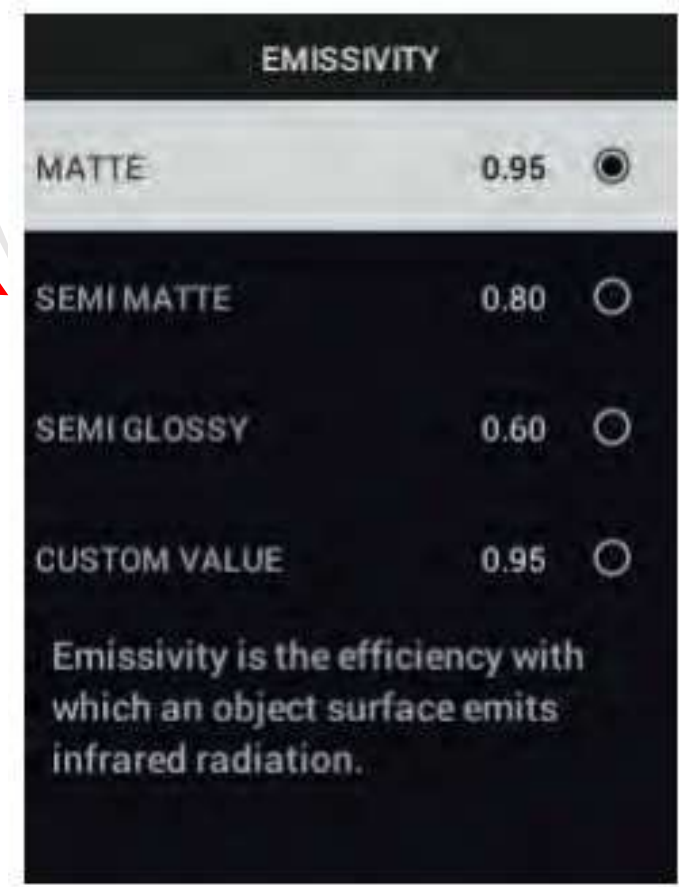 EMISSIVITY
MATTE 0.95
SEMI MATTE 0.80
SEMI GLOSSY 0.60
CUSTOM VALUE 0.95
Emissivity is the efficiency with
which an object surface emits
infrared radiation.